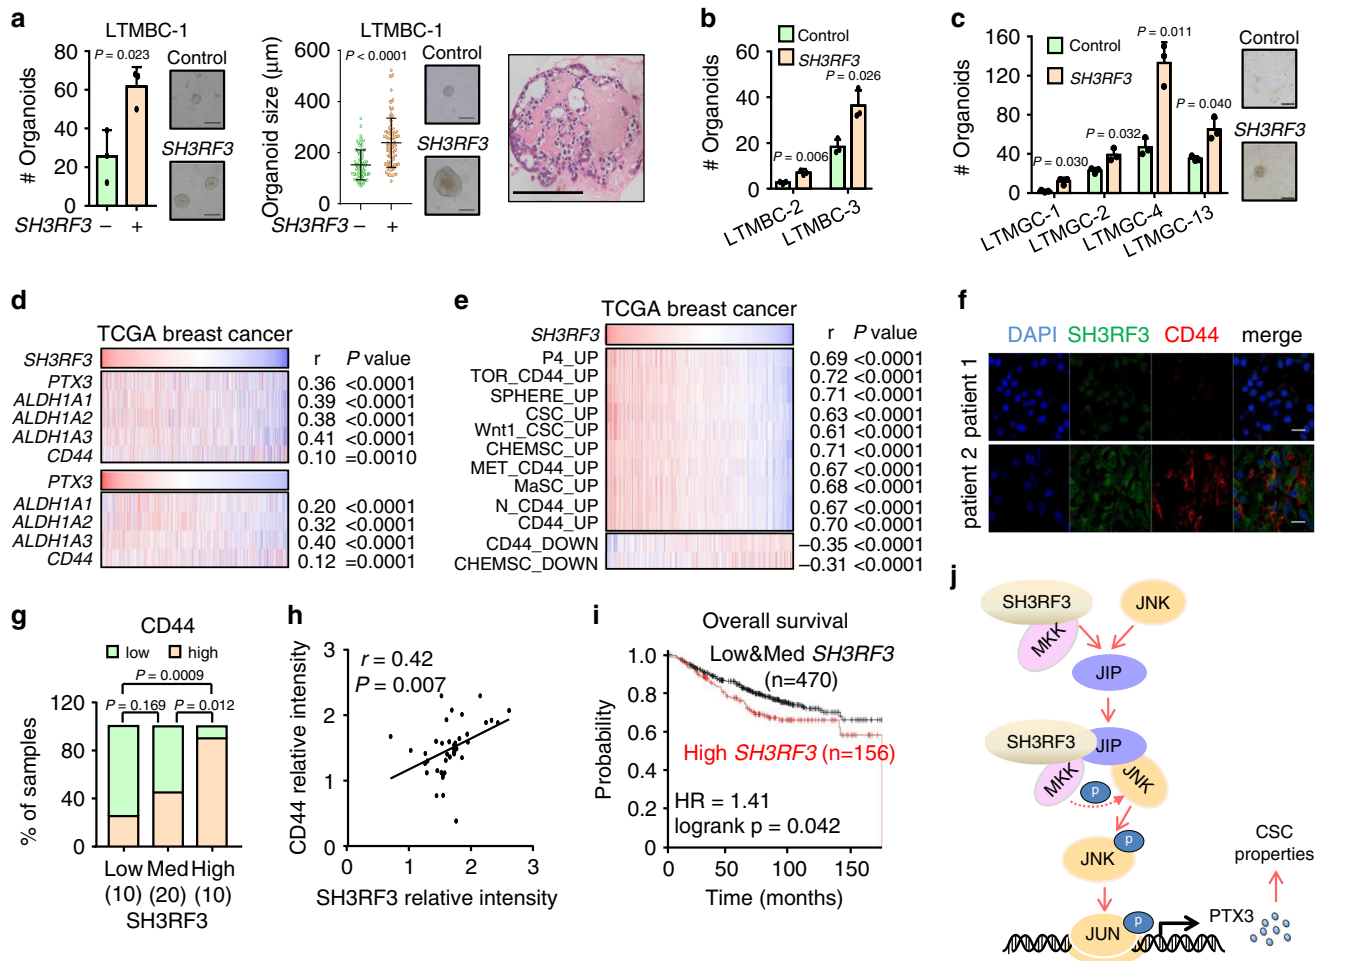 a
LTMBC-1
# Organoids
80
60
40
20
0
P = 0.023
Control
SH3RF3
SH3RF3 – +
LTMBC-1
Organoid size (μm)
600
400
200
0
P < 0.0001
Control
SH3RF3
SH3RF3 – +
b
# Organoids
60
40
20
0
Control
SH3RF3
P = 0.026
P = 0.006
LTMBC-2
LTMBC-3
c
# Organoids
160
120
80
40
0
Control
SH3RF3
P = 0.011
P = 0.040
P = 0.032
P = 0.030
LTMGC-1
LTMGC-2
LTMGC-4
LTMGC-13
Control
SH3RF3
d
TCGA breast cancer
SH3RF3 r P value
PTX3 0.36 <0.0001
ALDH1A1 0.39 <0.0001
ALDH1A2 0.38 <0.0001
ALDH1A3 0.41 <0.0001
CD44 0.10 =0.0010
PTX3
ALDH1A1 0.20 <0.0001
ALDH1A2 0.32 <0.0001
ALDH1A3 0.40 <0.0001
CD44 0.12 =0.0001
e
TCGA breast cancer
SH3RF3 r P value
P4_UP 0.69 <0.0001
TOR_CD44_UP 0.72 <0.0001
SPHERE_UP 0.71 <0.0001
CSC_UP 0.63 <0.0001
Wnt1_CSC_UP 0.61 <0.0001
CHEMSC_UP 0.71 <0.0001
MET_CD44_UP 0.67 <0.0001
MaSC_UP 0.68 <0.0001
N_CD44_UP 0.67 <0.0001
CD44_UP 0.70 <0.0001
CD44_DOWN –0.35 <0.0001
CHEMSC_DOWN –0.31 <0.0001
f
DAPI SH3RF3 CD44 merge
patient 1
patient 2
g
CD44
low high
P = 0.0009
P = 0.169 P = 0.012
% of samples
120
80
40
0
Low Med High
(10) (20) (10)
SH3RF3
h
CD44 relative intensity
3
2
1
0
r = 0.42
P = 0.007
0 1 2 3
SH3RF3 relative intensity
i
Overall survival
Probability
1.0
0.8
0.6
0.4
0.2
0
Low&Med SH3RF3
(n=470)
High SH3RF3 (n=156)
HR = 1.41
logrank p = 0.042
0 50 100 150
Time (months)
j
SH3RF3
MKK
JNK
JIP
SH3RF3
JIP
MKK
p
JNK
p
JNK
p
JUN
PTX3
CSC
properties